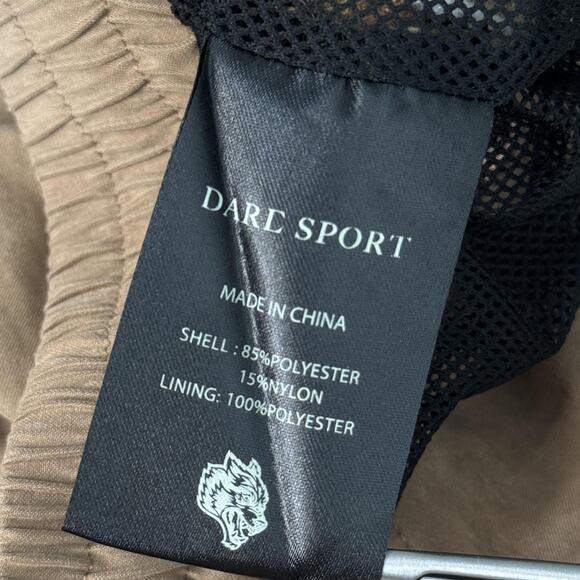 DARE SPORT
MADE IN CHINA
SHELL : 85%POLYESTER
15%NYLON
LINING: 100%POLYESTER